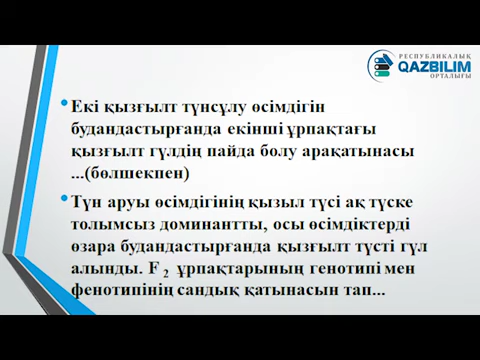 РЕСПУБЛИКАЛЫҚ
QAZBILIM
ОРТАЛЫҒЫ
Екі қызғылт түнсұлу өсімдігін
будандастырғанда екінші ұрпақтағы
қызғылт гүлдің пайда болу арақатынасы
...(бөлшекпен)
Түн аруы өсімдігінің қызыл түсі ақ түске
толымсыз доминантты, осы өсімдіктерді
өзара будандастырғанда қызғылт түсті гүл
алынды. F 2 ұрпақтарының генотипі мен
фенотипінің сандық қатынасын тап...